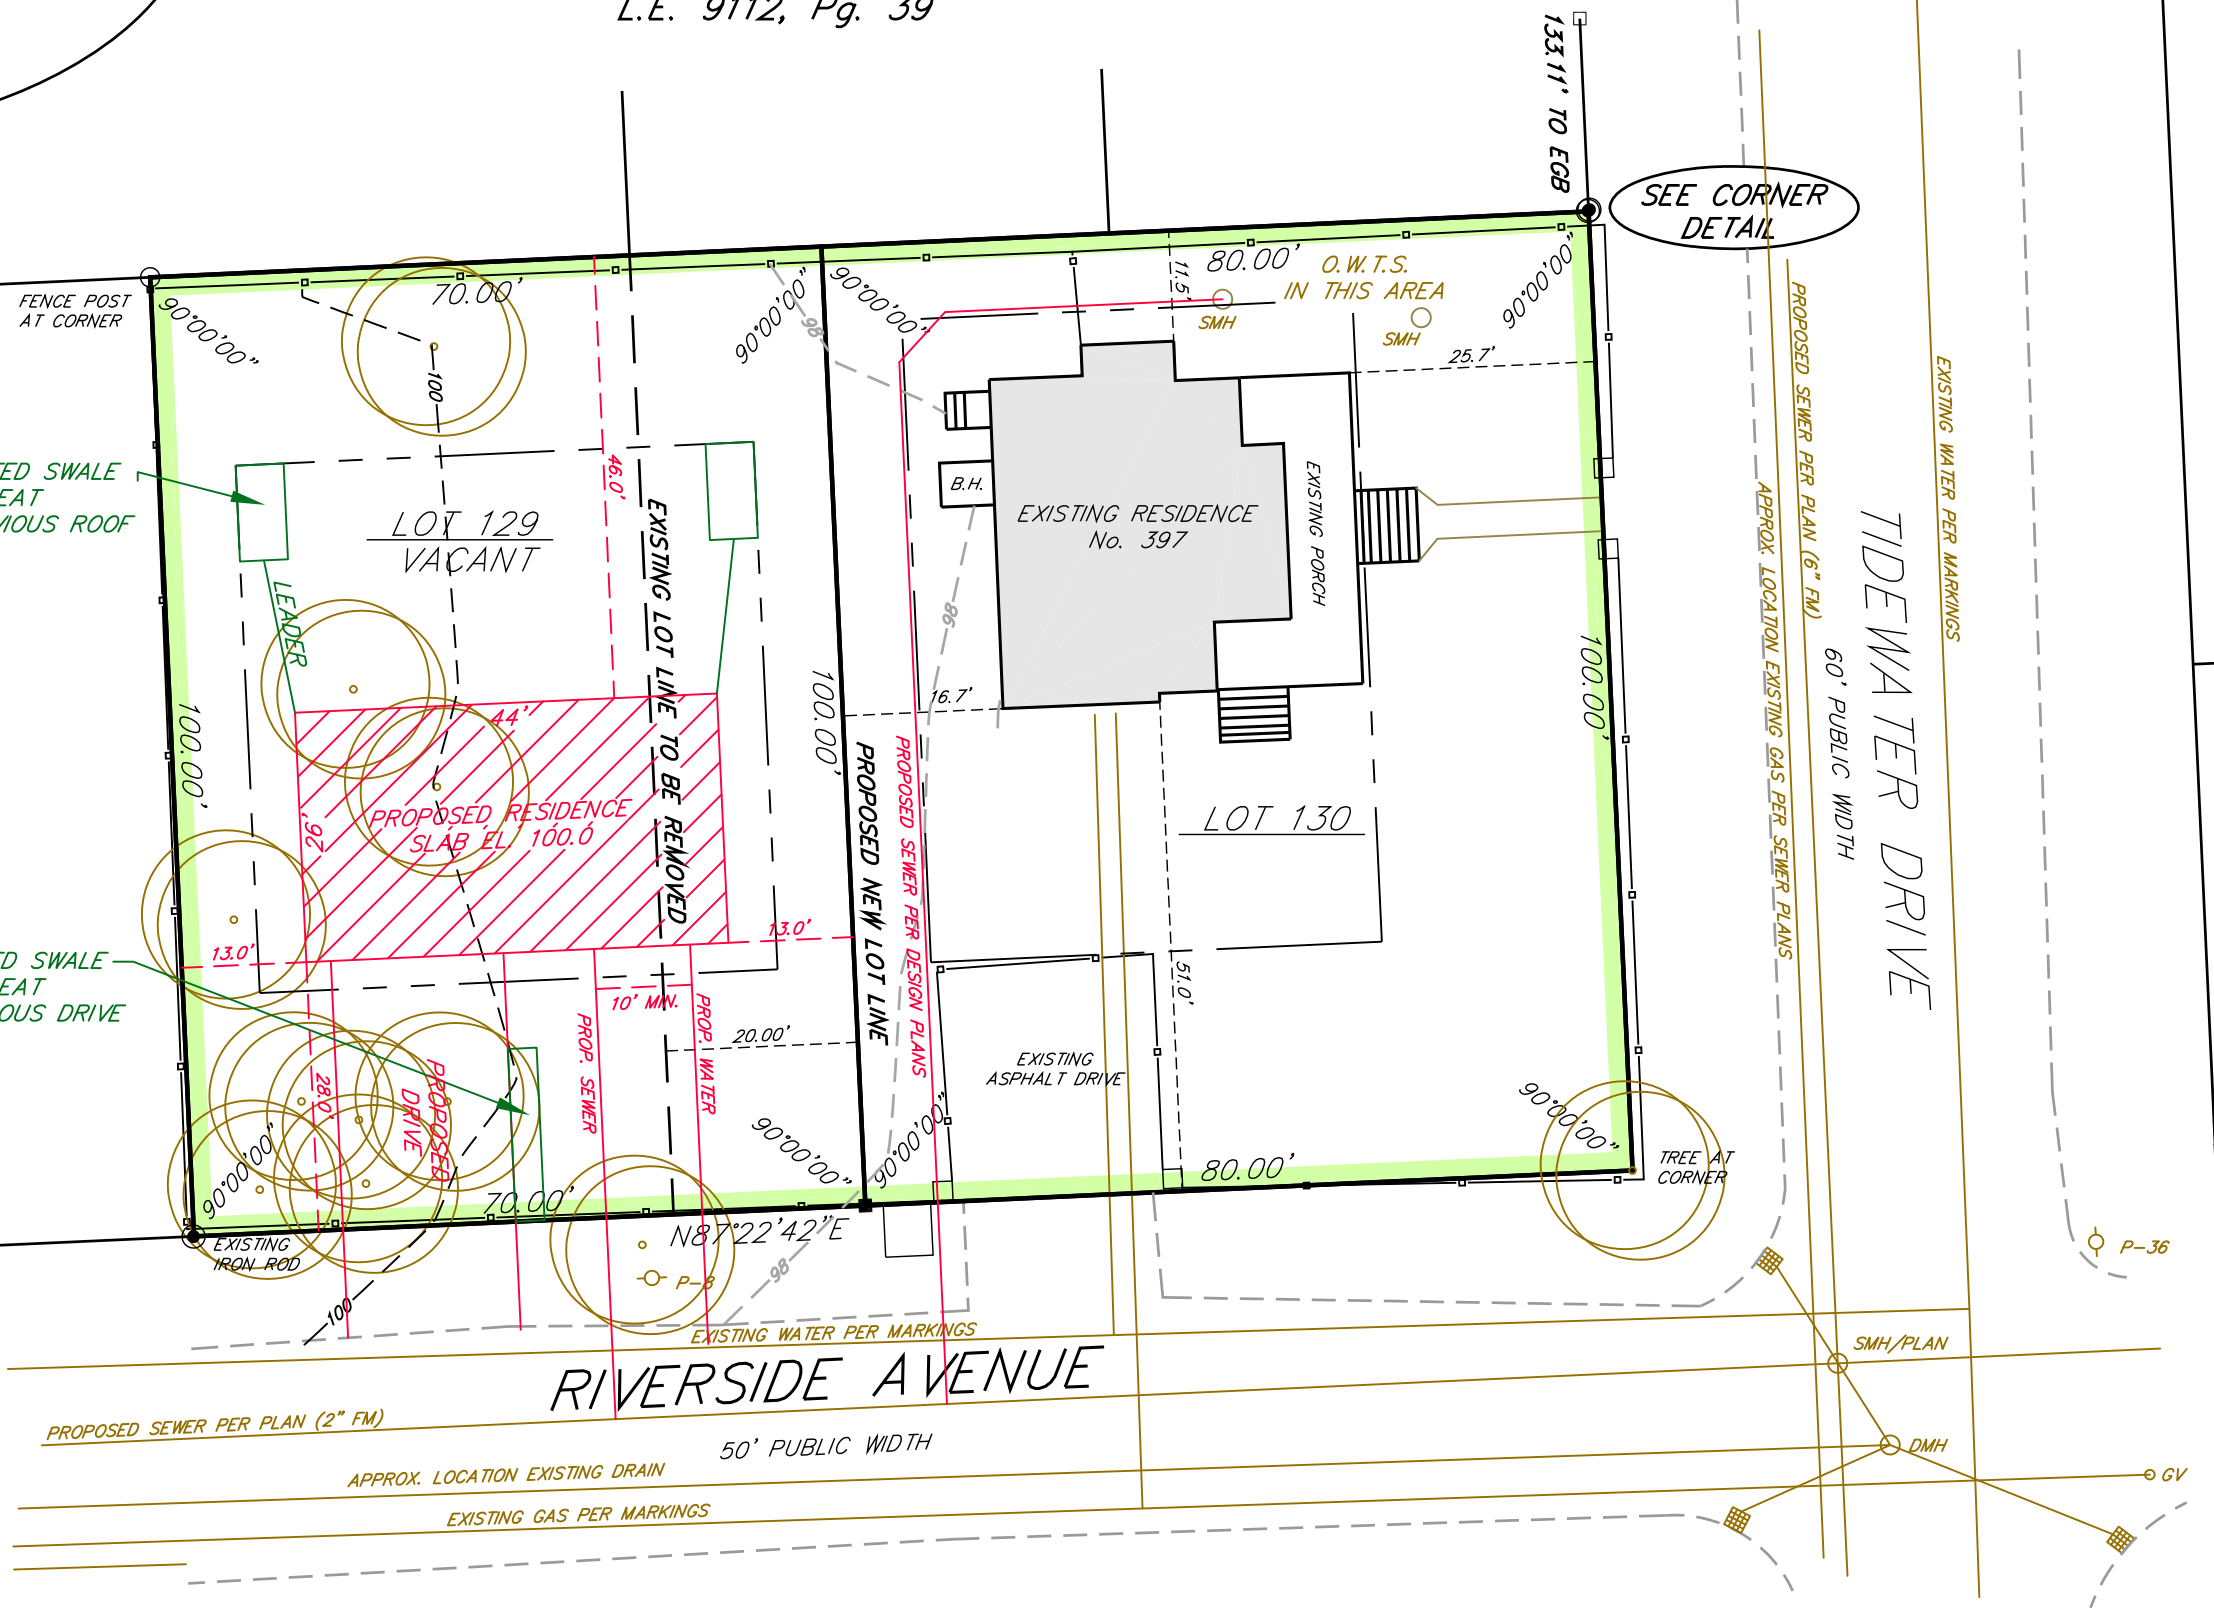 L.E. 9112, Pg. 39
133.11' TO EGB
SEE CORNER
DETAIL
FENCE POST
AT CORNER
90°00'00"
70.00'
90°00'00"
90°00'00"
11.5'
80.00'
O.W.T.S.
IN THIS AREA
SMH
SMH
90°00'00"
98
100
25.7'
46.0'
TED SWALE
EAT
VIOUS ROOF
LOT 129
VACANT
LEADER
EXISTING LOT LINE TO BE REMOVED
B.H.
EXISTING RESIDENCE
No. 397
EXISTING PORCH
98
16.7'
100.00'
100.00'
100.00'
44'
26'
PROPOSED RESIDENCE
SLAB EL. 100.0
PROPOSED NEW LOT LINE
PROPOSED SEWER PER DESIGN PLANS
LOT 130
PROPOSED SEWER PER PLAN (6" FM)
APPROX. LOCATION EXISTING GAS PER SEWER PLANS
EXISTING WATER PER MARKINGS
TIDEWATER DRIVE
60' PUBLIC WIDTH
13.0'
13.0'
ED SWALE
EAT
OUS DRIVE
10' MIN.
PROP. SEWER
PROP. WATER
20.00'
51.0'
EXISTING
ASPHALT DRIVE
28.0'
PROPOSED
DRIVE
90°00'00"
90°00'00"
90°00'00"
90°00'00"
TREE AT
CORNER
70.00'
80.00'
N87°22'42"E
EXISTING
IRON ROD
P-8
98
100
P-36
EXISTING WATER PER MARKINGS
SMH/PLAN
RIVERSIDE AVENUE
PROPOSED SEWER PER PLAN (2" FM)
50' PUBLIC WIDTH
DMH
APPROX. LOCATION EXISTING DRAIN
GV
EXISTING GAS PER MARKINGS